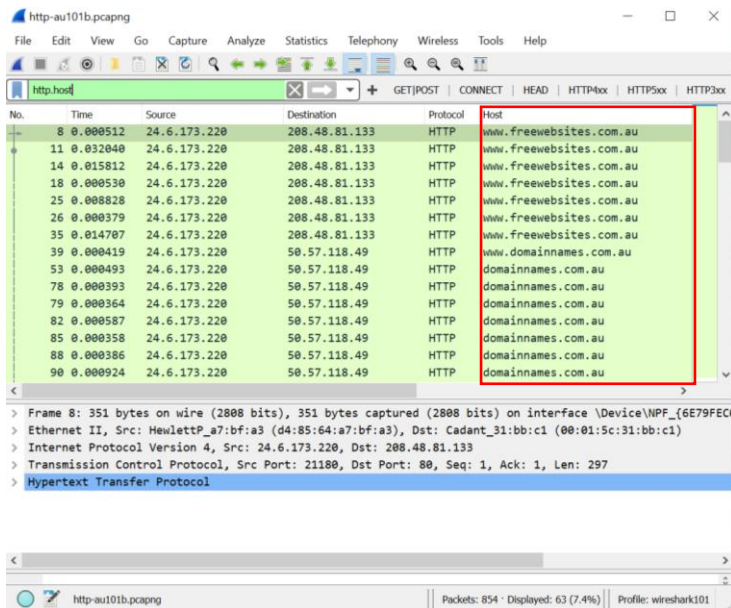 http-au101b.pcapng
File Edit View Go Capture Analyze Statistics Telephony Wireless Tools Help
http.host + GET|POST | CONNECT | HEAD | HTTP4xx | HTTP5xx | HTTP3xx
No. Time Source Destination Protocol Host
8 0.000512 24.6.173.220 208.48.81.133 HTTP www.freewebsites.com.au
11 0.032040 24.6.173.220 208.48.81.133 HTTP www.freewebsites.com.au
14 0.015812 24.6.173.220 208.48.81.133 HTTP www.freewebsites.com.au
18 0.000530 24.6.173.220 208.48.81.133 HTTP www.freewebsites.com.au
25 0.008828 24.6.173.220 208.48.81.133 HTTP www.freewebsites.com.au
26 0.000379 24.6.173.220 208.48.81.133 HTTP www.freewebsites.com.au
35 0.014707 24.6.173.220 208.48.81.133 HTTP www.freewebsites.com.au
39 0.000419 24.6.173.220 50.57.118.49 HTTP www.domainnames.com.au
53 0.000493 24.6.173.220 50.57.118.49 HTTP domainnames.com.au
78 0.000393 24.6.173.220 50.57.118.49 HTTP domainnames.com.au
79 0.000364 24.6.173.220 50.57.118.49 HTTP domainnames.com.au
82 0.000587 24.6.173.220 50.57.118.49 HTTP domainnames.com.au
85 0.000358 24.6.173.220 50.57.118.49 HTTP domainnames.com.au
88 0.000386 24.6.173.220 50.57.118.49 HTTP domainnames.com.au
90 0.000924 24.6.173.220 50.57.118.49 HTTP domainnames.com.au
> Frame 8: 351 bytes on wire (2808 bits), 351 bytes captured (2808 bits) on interface \Device\NPF_{6E79FEC
> Ethernet II, Src: HewlettP_a7:bf:a3 (d4:85:64:a7:bf:a3), Dst: Cadant_31:bb:c1 (00:01:5c:31:bb:c1)
> Internet Protocol Version 4, Src: 24.6.173.220, Dst: 208.48.81.133
> Transmission Control Protocol, Src Port: 21180, Dst Port: 80, Seq: 1, Ack: 1, Len: 297
> Hypertext Transfer Protocol
http-au101b.pcapng Packets: 854 · Displayed: 63 (7.4%) Profile: wireshark101